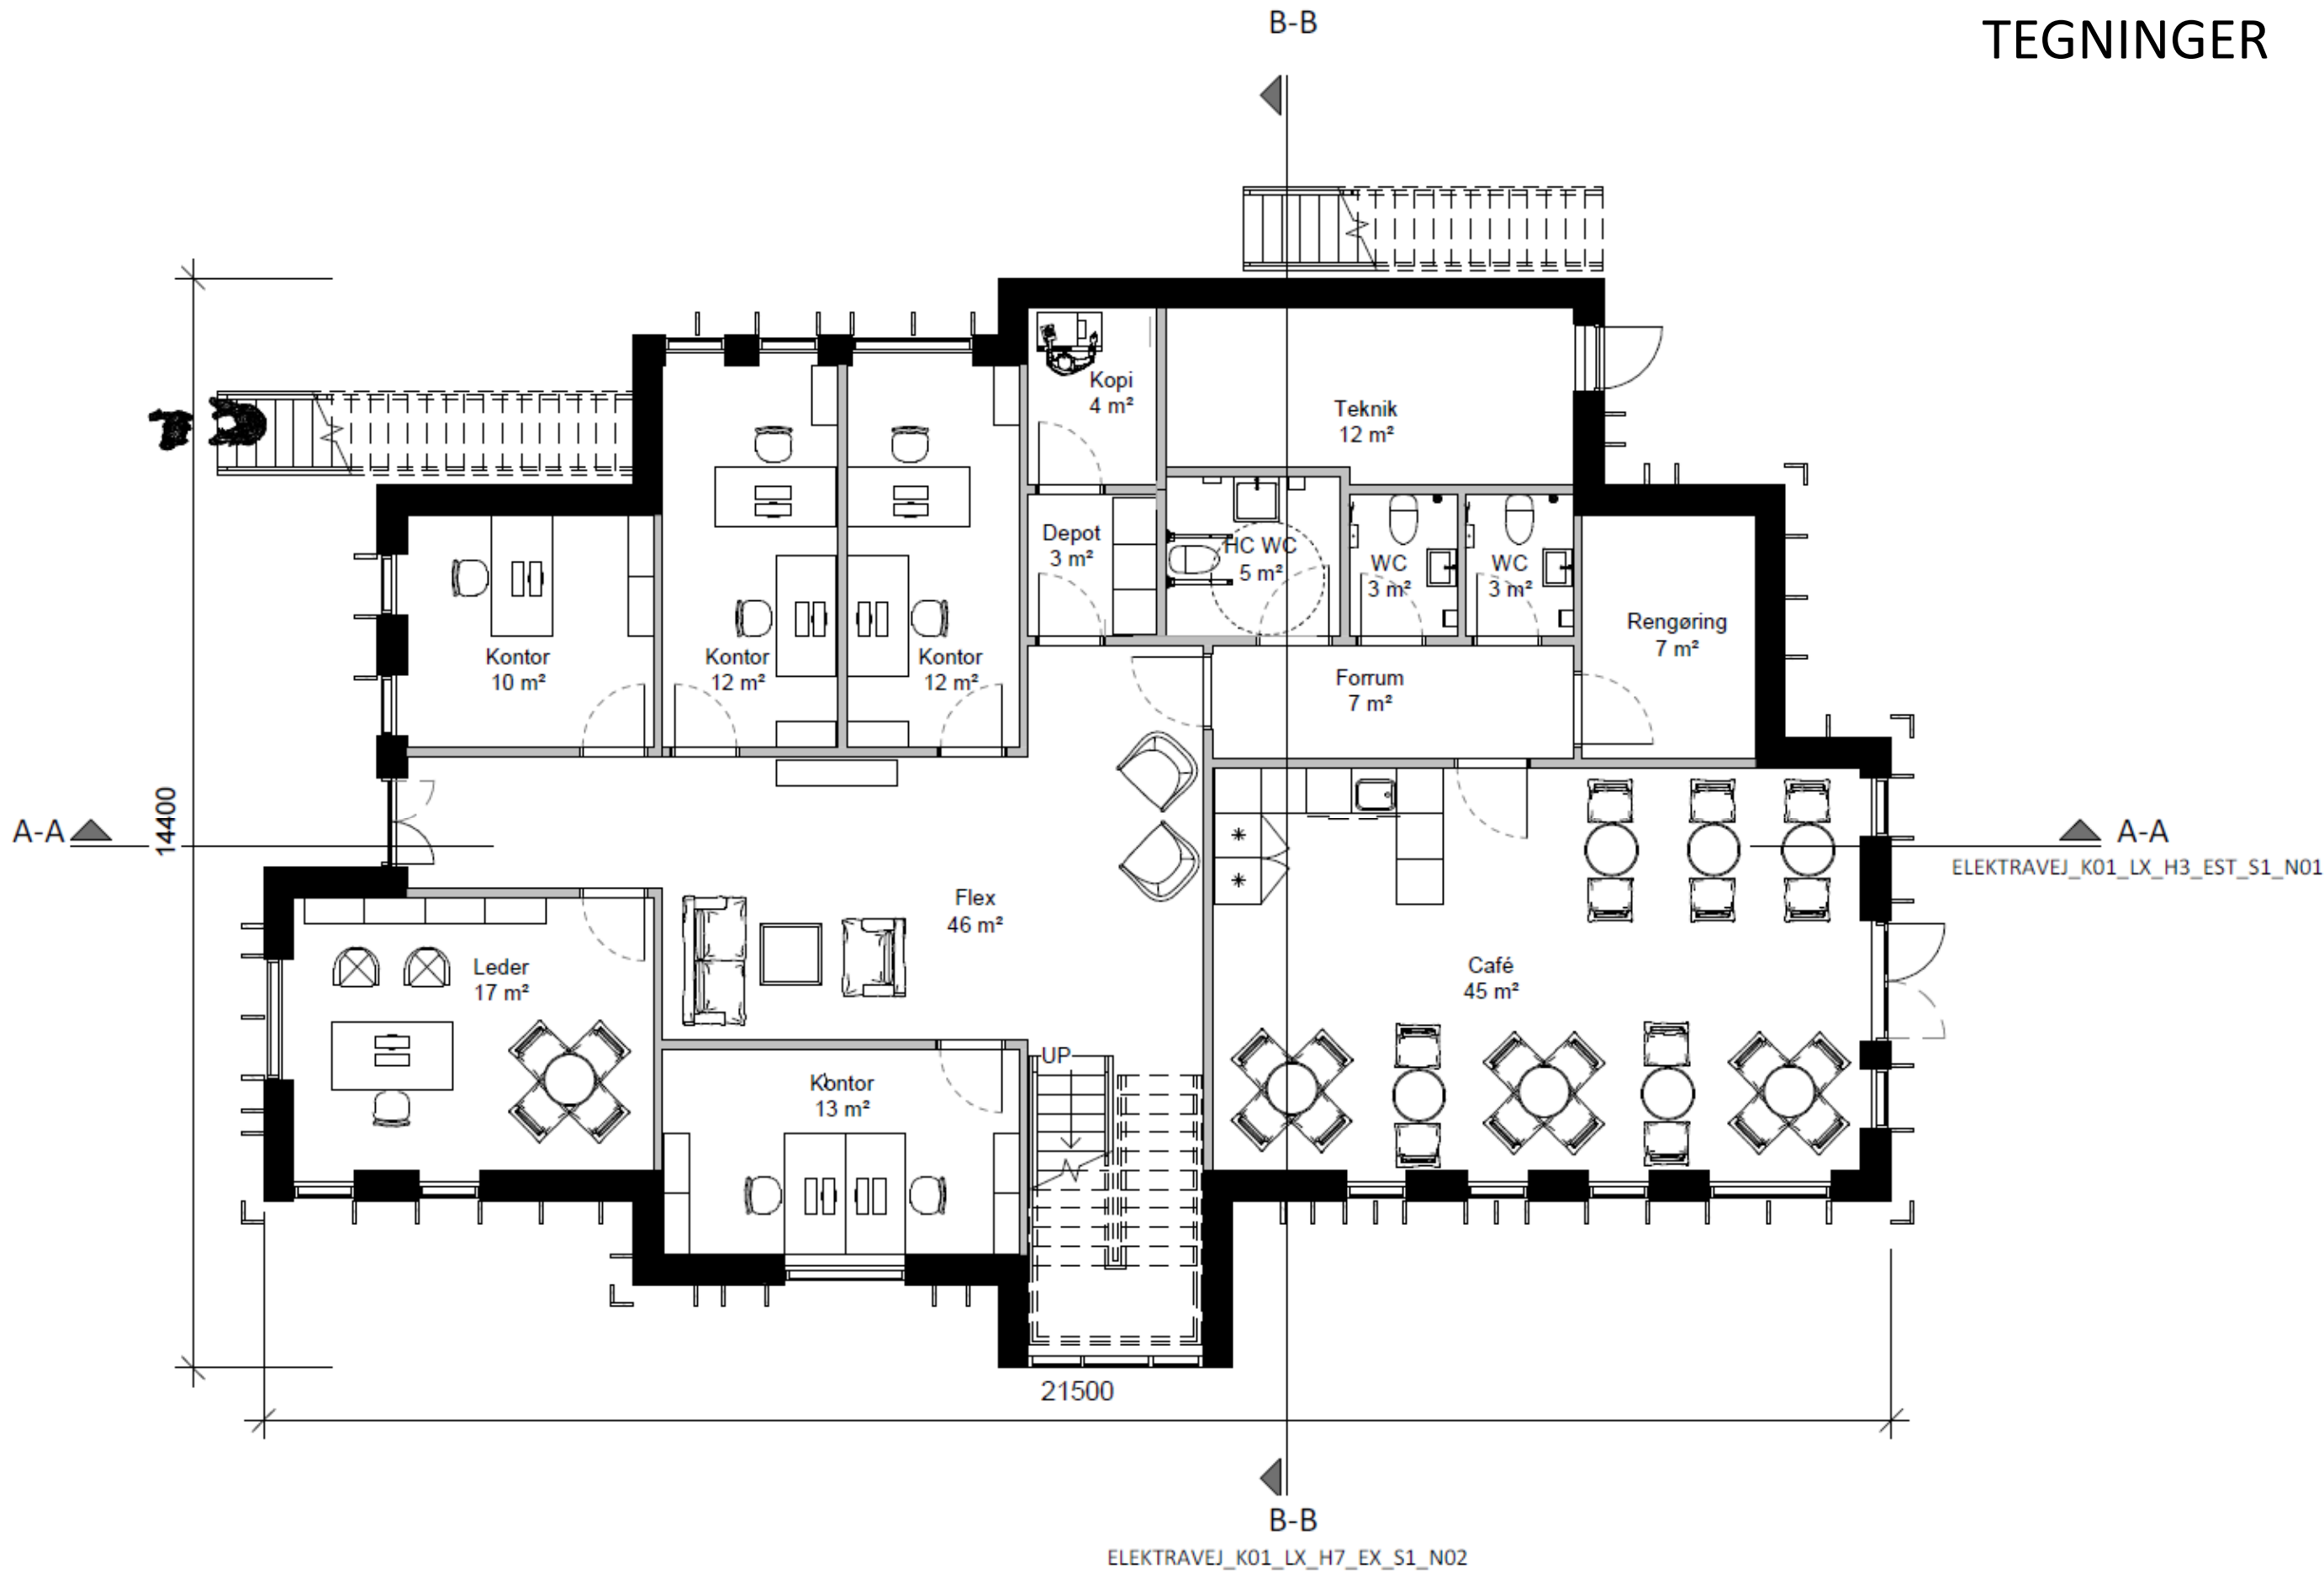 B-B
TEGNINGER
Kopi
4 m²
Teknik
12 m²
Depot
3 m²
HC WC
5 m²
WC
3 m²
WC
3 m²
Rengøring
7 m²
Kontor
10 m²
Kontor
12 m²
Kontor
12 m²
Forrum
7 m²
14400
A-A
A-A
ELEKTRAVEJ_K01_LX_H3_EST_S1_N01
Flex
46 m²
Leder
17 m²
Café
45 m²
UP
Kontor
13 m²
21500
B-B
ELEKTRAVEJ_K01_LX_H7_EX_S1_N02